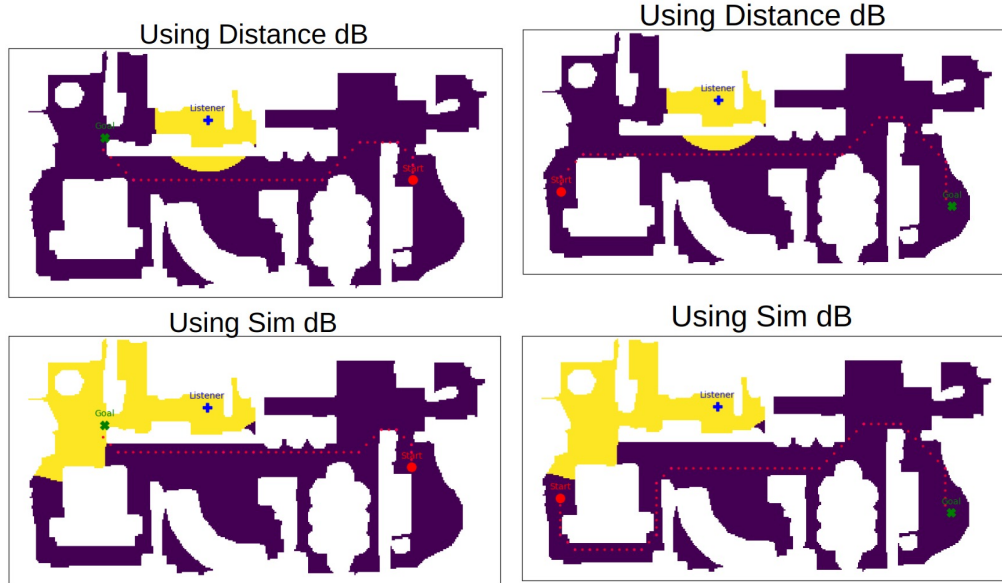 Using Distance dB
Listener
Goal
Start
Using Distance dB
Listener
Start
Goal
Using Sim dB
Listener
Goal
Start
Using Sim dB
Listener
Start
Goal